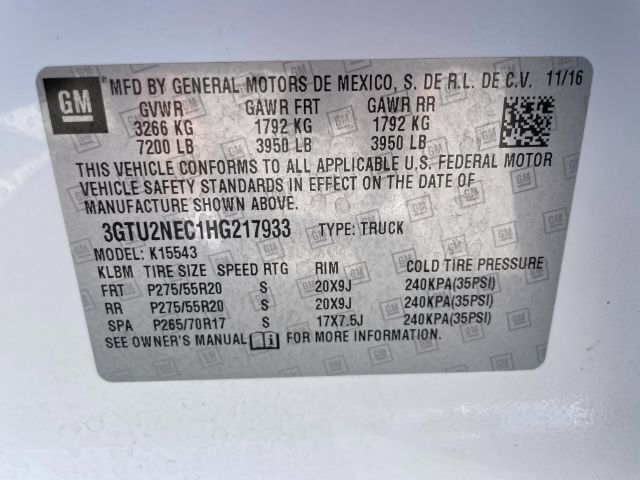 GM
MFD BY GENERAL MOTORS DE MEXICO, S. DE R.L. DE C.V. 11/16
GVWR GAWR FRT GAWR RR
3266 KG 1792 KG 1792 KG
7200 LB 3950 LB 3950 LB
THIS VEHICLE CONFORMS TO ALL APPLICABLE U.S. FEDERAL MOTOR
VEHICLE SAFETY STANDARDS IN EFFECT ON THE DATE OF
MANUFACTURE SHOWN ABOVE.
3GTU2NEC1HG217933 TYPE: TRUCK
MODEL: K15543
KLBM TIRE SIZE SPEED RTG RIM COLD TIRE PRESSURE
FRT P275/55R20 S 20X9J 240KPA(35PSI)
RR P275/55R20 S 20X9J 240KPA(35PSI)
SPA P265/70R17 S 17X7.5J 240KPA(35PSI)
SEE OWNER'S MANUAL i FOR MORE INFORMATION.